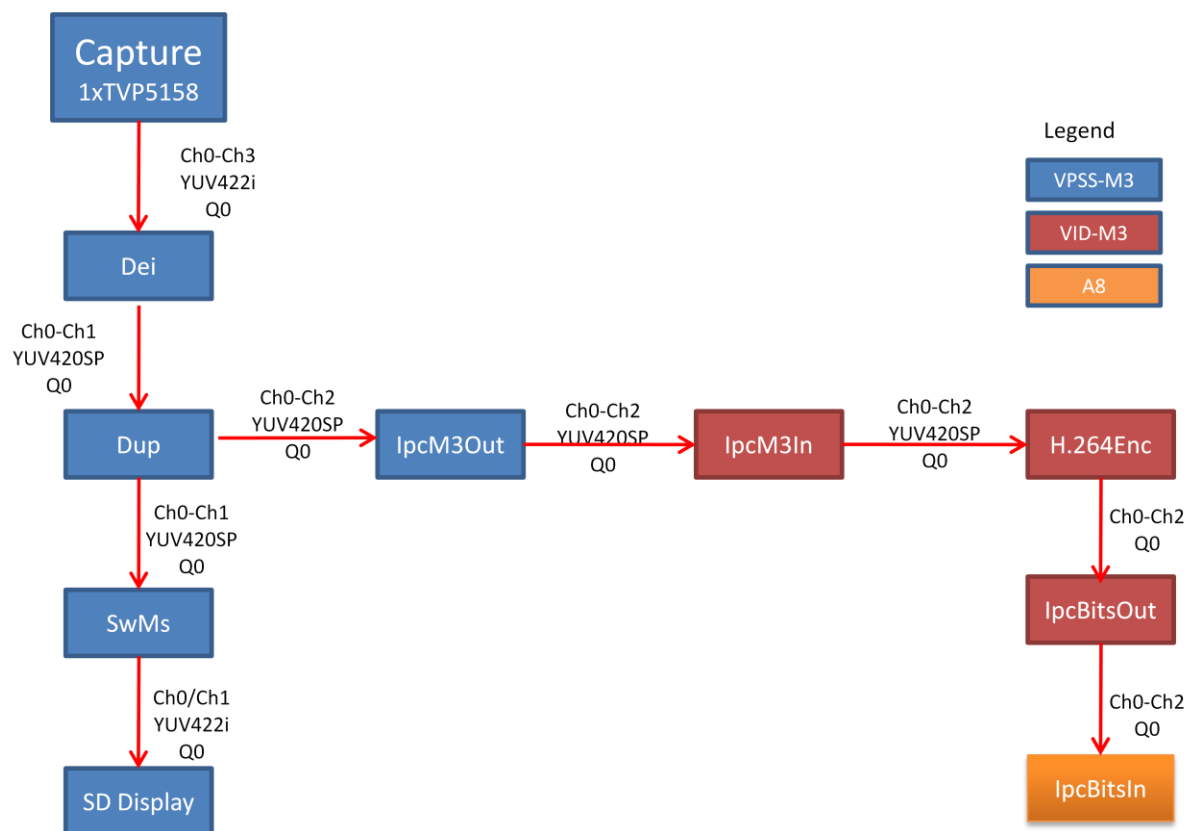 Capture
1xTVP5158
Ch0-Ch3
YUV422i
Q0
Legend
VPSS-M3
VID-M3
A8
Dei
Ch0-Ch1
YUV420SP
Q0
Dup
Ch0-Ch2
YUV420SP
Q0
IpcM3Out
Ch0-Ch2
YUV420SP
Q0
IpcM3In
Ch0-Ch2
YUV420SP
Q0
H.264Enc
Ch0-Ch1
YUV420SP
Q0
Ch0-Ch2
Q0
SwMs
IpcBitsOut
Ch0/Ch1
YUV422i
Q0
Ch0-Ch2
Q0
SD Display
IpcBitsIn